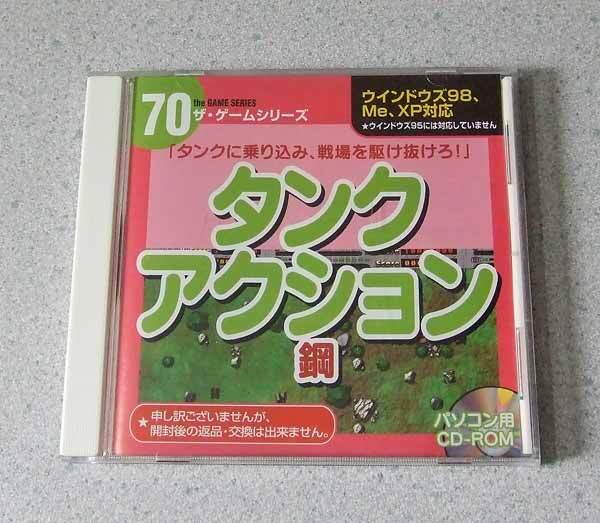 70
the GAME SERIES
ザ・ゲームシリーズ
ウインドウズ98、
Me、XP対応
★ウインドウズ95には対応していません
「タンクに乗り込み、戦場を駆け抜けろ！」
タンク
アクション
鋼
★申し訳ございませんが、
開封後の返品・交換は出来ません。
パソコン用
CD-ROM